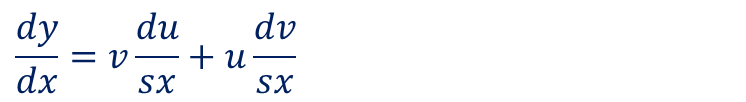 dy/dx = v du/sx + u dv/sx